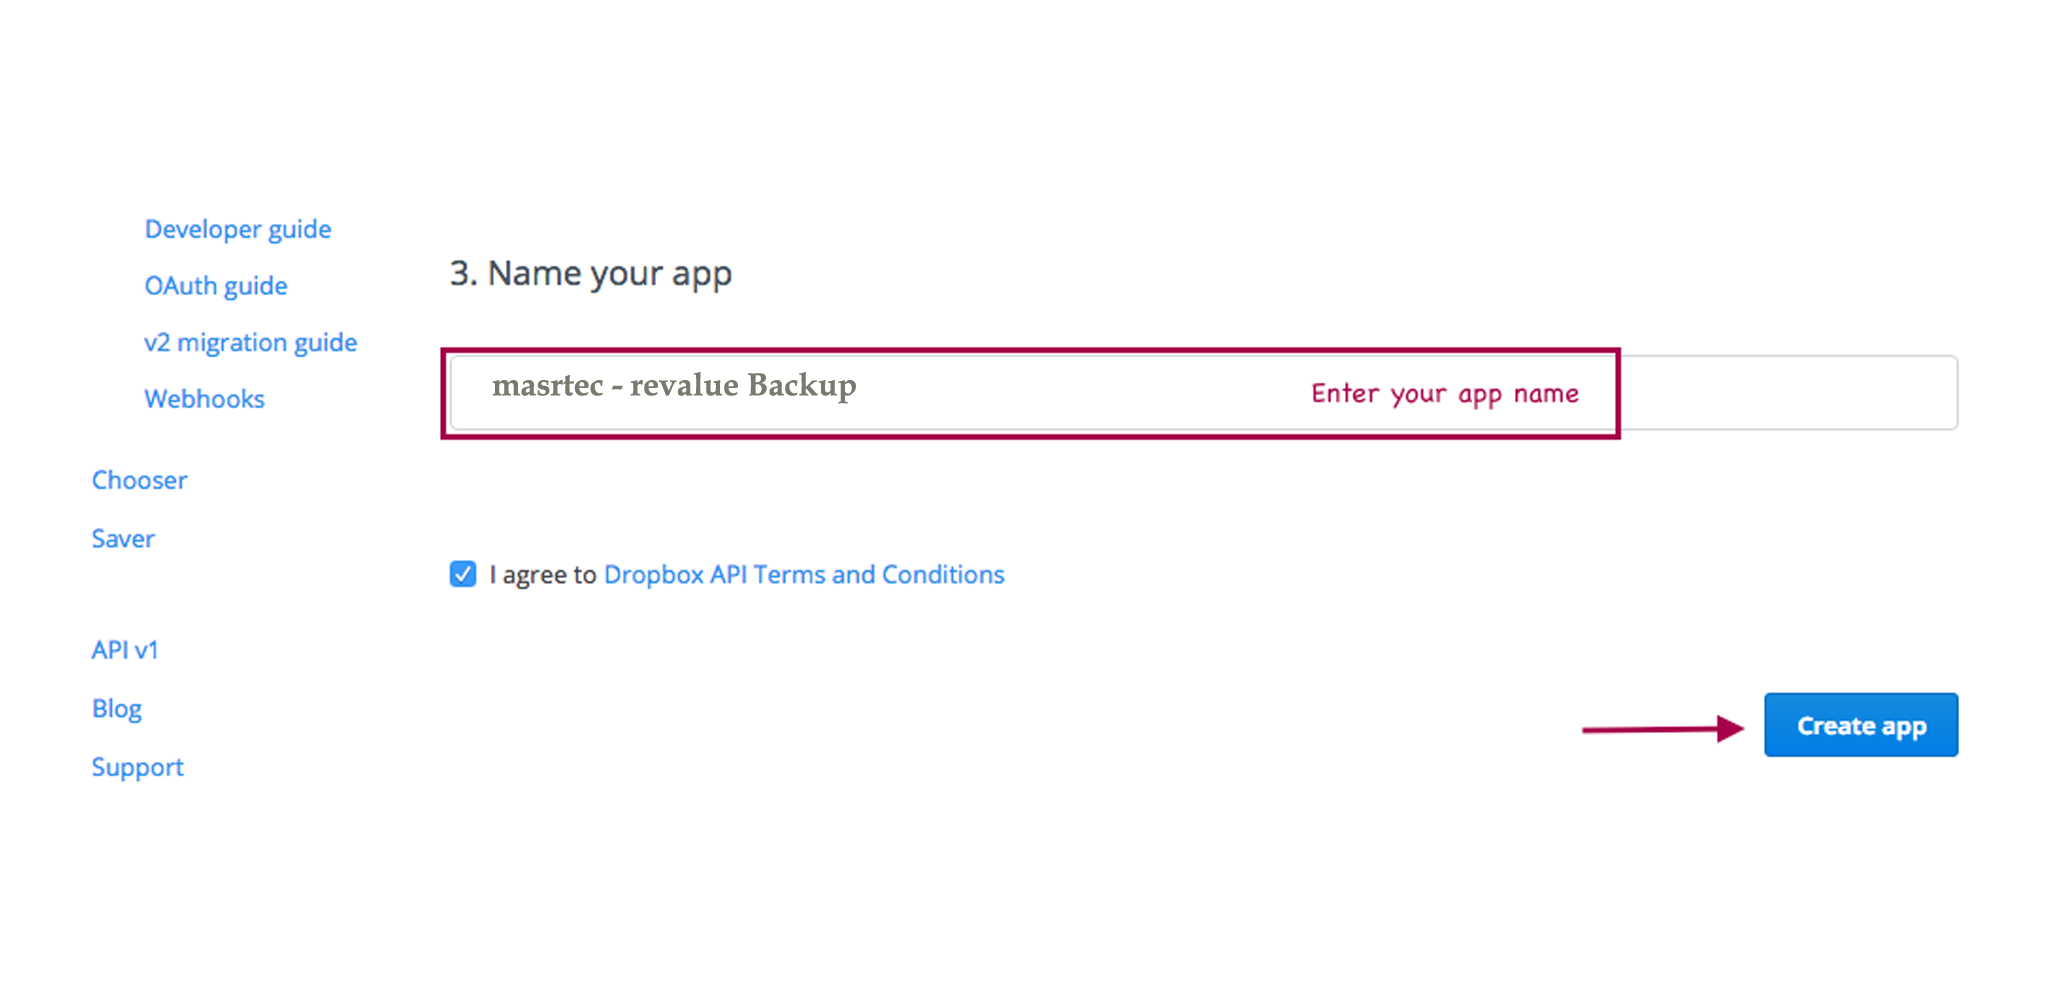 Developer guide
OAuth guide
v2 migration guide
Webhooks
Chooser
Saver
API v1
Blog
Support
3. Name your app
masrtec - revalue Backup
Enter your app name
I agree to Dropbox API Terms and Conditions
Create app